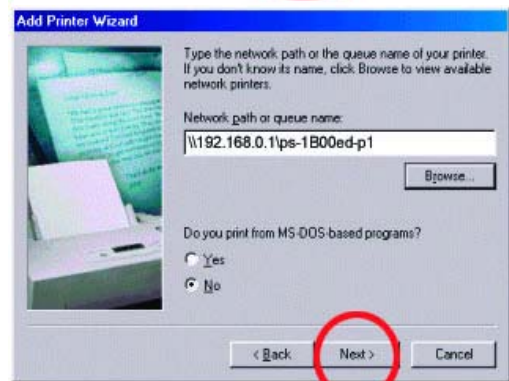 Add Printer Wizard
Type the network path or the queue name of your printer.
If you don't know its name, click Browse to view available
network printers.
Network path or queue name:
\\192.168.0.1\ps-1B00ed-p1
Browse...
Do you print from MS-DOS-based programs?
Yes
No
< Back
Next >
Cancel